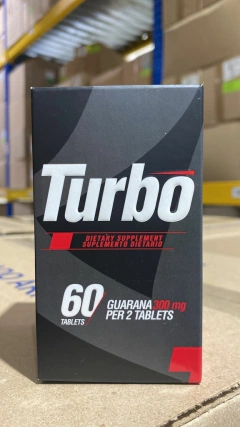 Turbo
DIETARY SUPPLEMENT
SUPLEMENTO DIETARIO
60
TABLETS
GUARANA 300 mg
PER 2 TABLETS